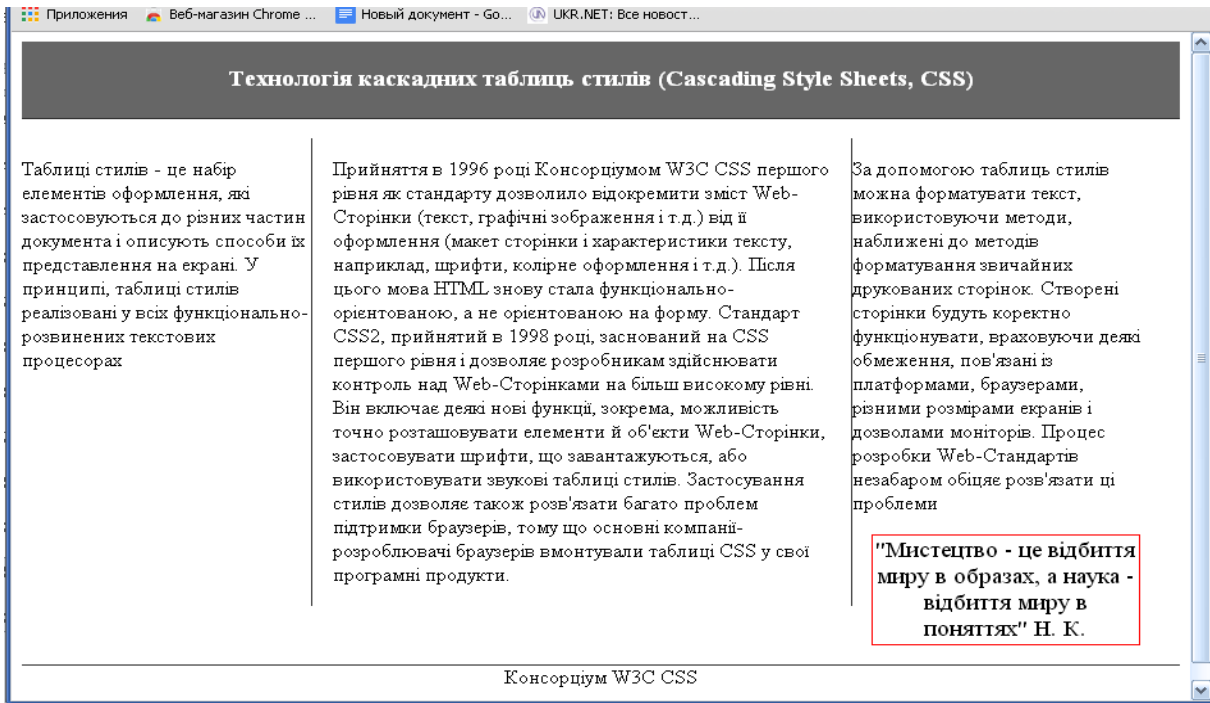 Приложения Веб-магазин Chrome ... Новый документ - Go... UKR.NET: Все новост...
Технологія каскадних таблиць стилів (Cascading Style Sheets, CSS)
Таблиці стилів - це набір
елементів оформлення, які
застосовуються до різних частин
документа і описують способи їх
представлення на екрані. У
принципі, таблиці стилів
реалізовані у всіх функціонально-
розвинених текстових
процесорах
Прийняття в 1996 році Консорціумом W3C CSS першого
рівня як стандарту дозволило відокремити зміст Web-
Сторінки (текст, графічні зображення і т.д.) від її
оформлення (макет сторінки і характеристики тексту,
наприклад, шрифти, колірне оформлення і т.д.). Після
цього мова HTML знову стала функціонально-
орієнтованою, а не орієнтованою на форму. Стандарт
CSS2, прийнятий в 1998 році, заснований на CSS
першого рівня і дозволяє розробникам здійснювати
контроль над Web-Сторінками на більш високому рівні.
Він включає деякі нові функції, зокрема, можливість
точно розташовувати елементи й об'єкти Web-Сторінки,
застосовувати шрифти, що завантажуються, або
використовувати звукові таблиці стилів. Застосування
стилів дозволяє також розв'язати багато проблем
підтримки браузерів, тому що основні компанії-
розроблювачі браузерів вмонтували таблиці CSS у свої
програмні продукти.
За допомогою таблиць стилів
можна форматувати текст,
використовуючи методи,
наближені до методів
форматування звичайних
друкованих сторінок. Створені
сторінки будуть коректно
функціонувати, враховуючи деякі
обмеження, пов'язані із
платформами, браузерами,
різними розмірами екранів і
дозволами моніторів. Процес
розробки Web-Стандартів
незабаром обіцяє розв'язати ці
проблеми
"Мистецтво - це відбиття
миру в образах, а наука -
відбиття миру в
поняттях" Н. К.
Консорціум W3C CSS